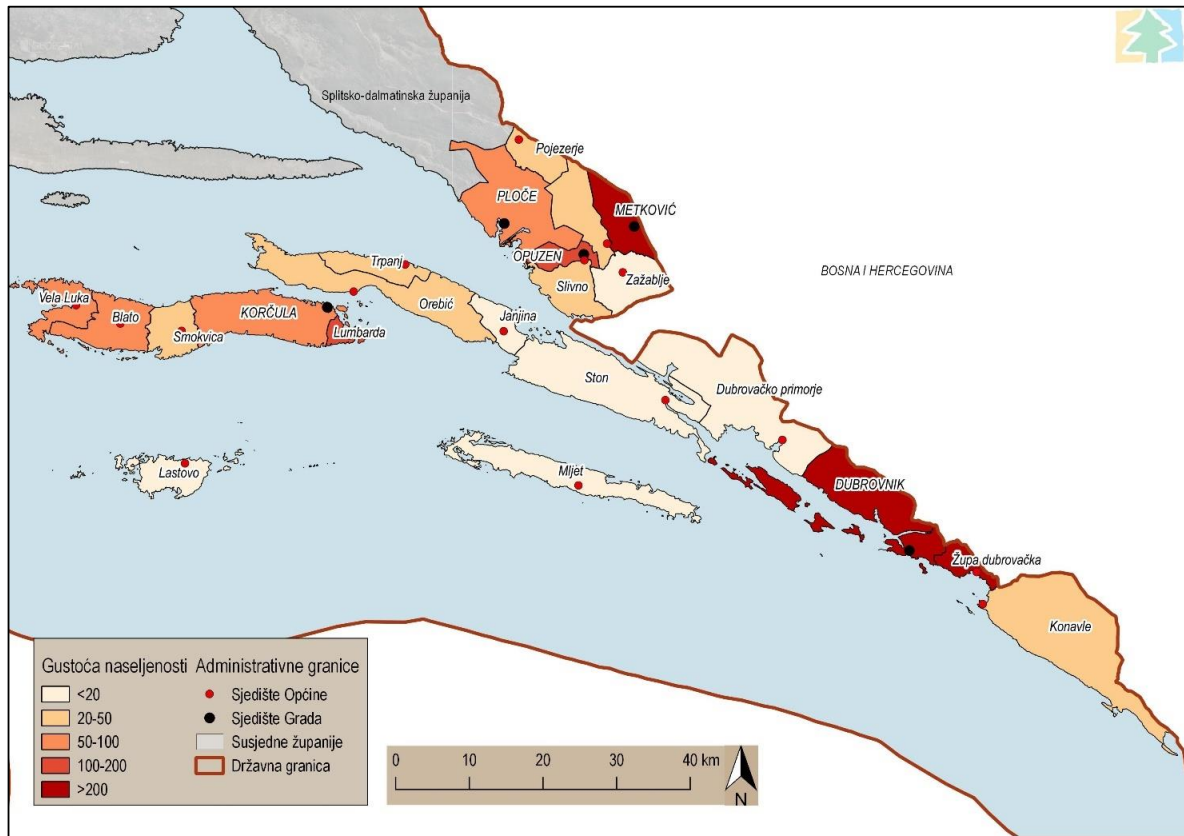 Splitsko-dalmatinska županija
Pojezerje
PLOČE
METKOVIĆ
OPUZEN
Slivno
Zažablje
BOSNA I HERCEGOVINA
Trpanj
Orebić
Janjina
Vela Luka
Blato
Smokvica
KORČULA
Lumbarda
Ston
Dubrovačko primorje
Lastovo
Mljet
DUBROVNIK
Župa dubrovačka
Konavle
Gustoća naseljenosti
<20
20-50
50-100
100-200
>200
Administrativne granice
Sjedište Općine
Sjedište Grada
Susjedne županije
Državna granica
0 10 20 30 40 km
N